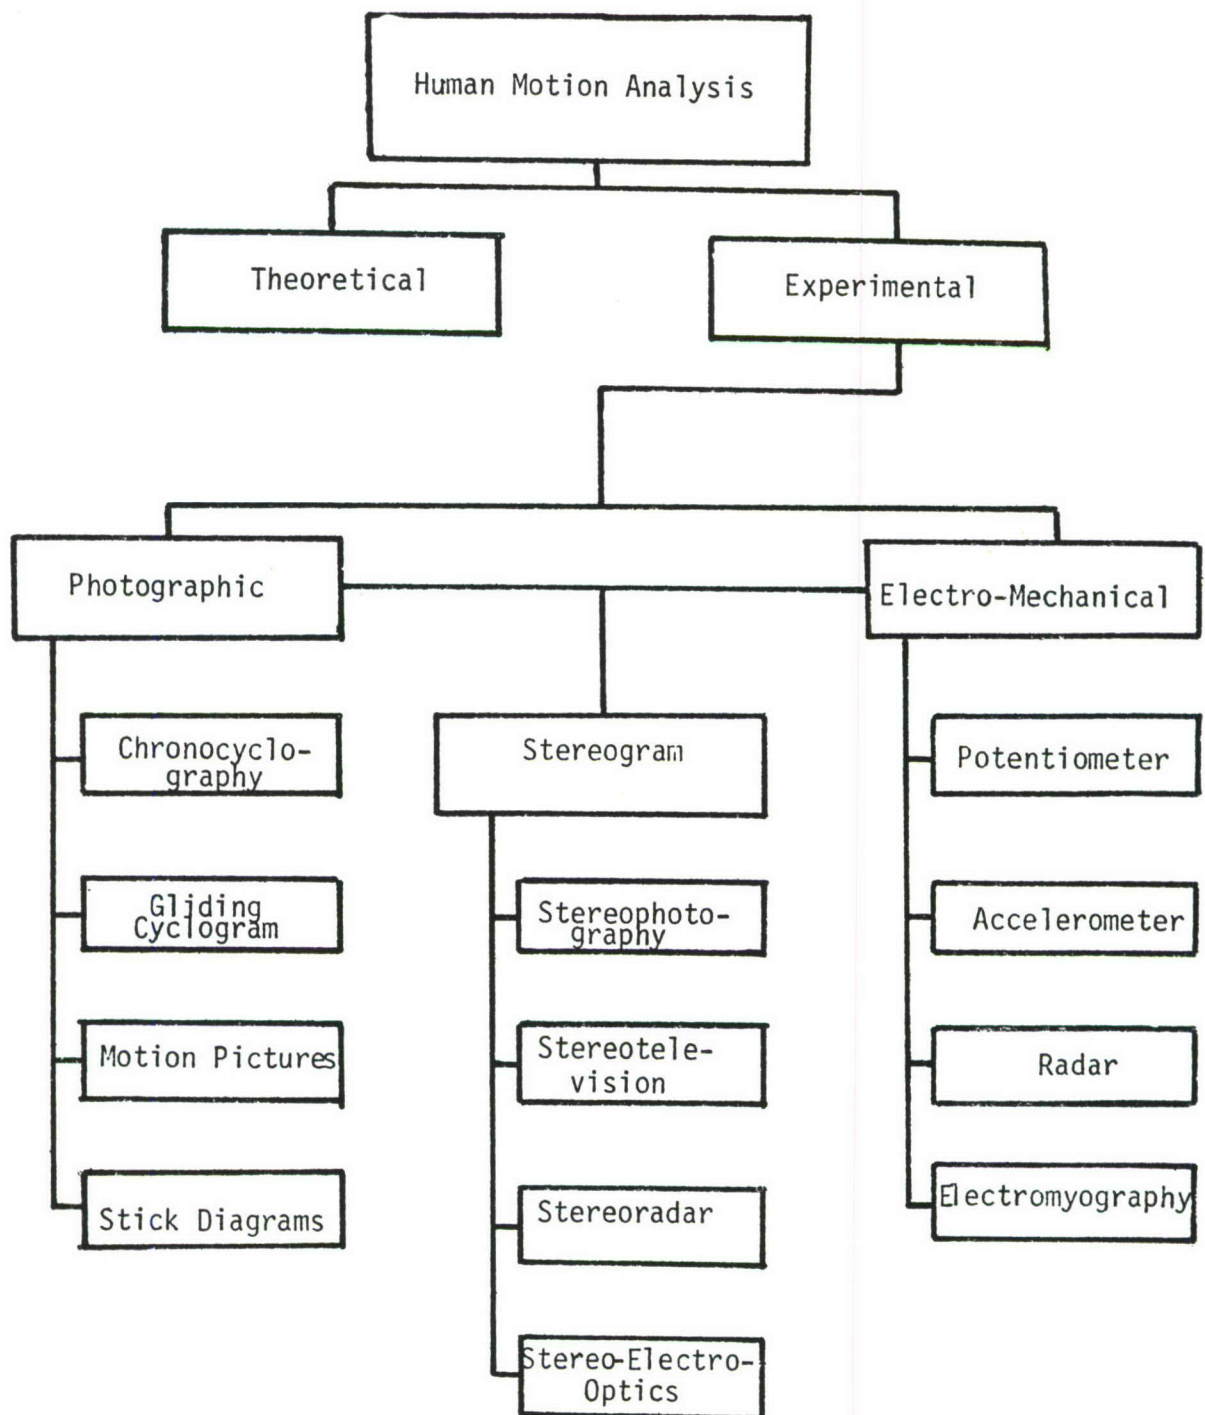 Human Motion Analysis
Theoretical
Experimental
Photographic
Electro-Mechanical
Chronocyclo-
graphy
Stereogram
Potentiometer
Gliding
Cyclogram
Stereophoto-
graphy
Accelerometer
Motion Pictures
Stereotele-
vision
Radar
Stick Diagrams
Stereoradar
Electromyography
Stereo-Electro-
Optics